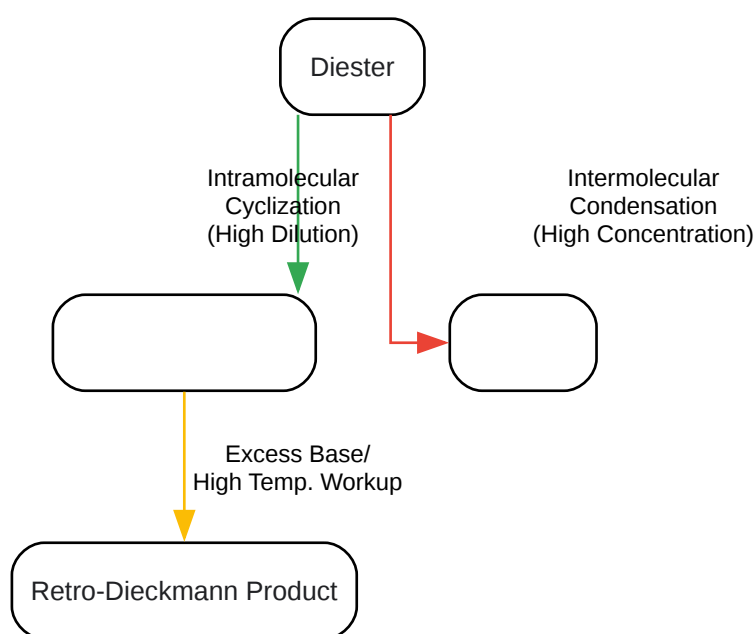 Diester
Intramolecular
Cyclization
(High Dilution)
Intermolecular
Condensation
(High Concentration)
Excess Base/
High Temp. Workup
Retro-Dieckmann Product